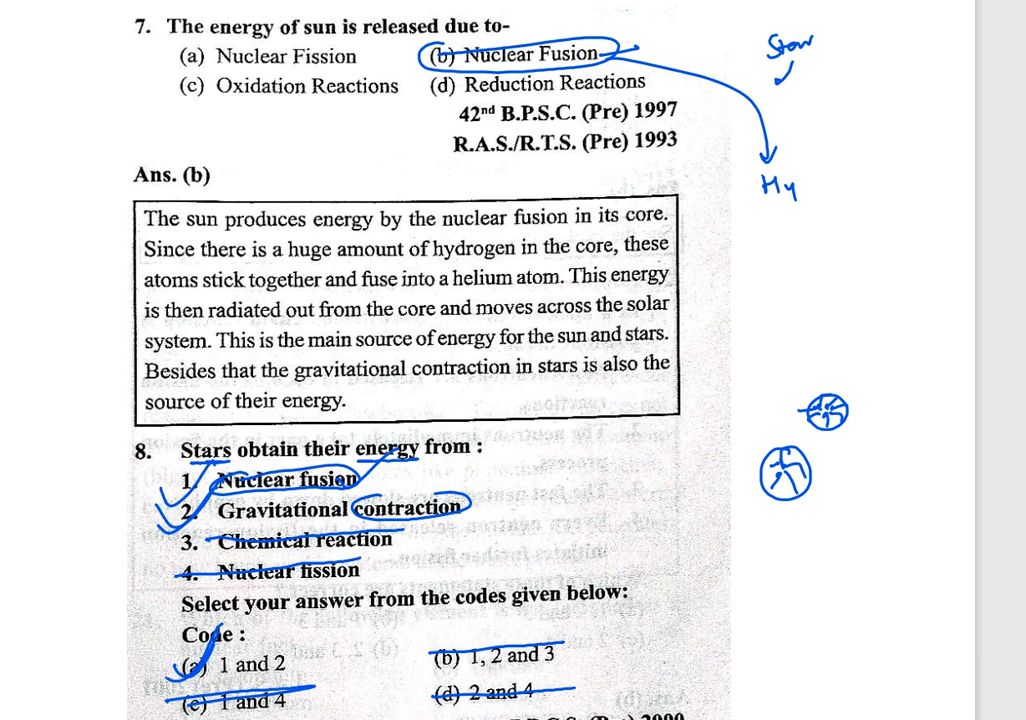 7. The energy of sun is released due to-
(a) Nuclear Fission (b) Nuclear Fusion
(c) Oxidation Reactions (d) Reduction Reactions
42nd B.P.S.C. (Pre) 1997
R.A.S./R.T.S. (Pre) 1993
Ans. (b)
The sun produces energy by the nuclear fusion in its core.
Since there is a huge amount of hydrogen in the core, these
atoms stick together and fuse into a helium atom. This energy
is then radiated out from the core and moves across the solar
system. This is the main source of energy for the sun and stars.
Besides that the gravitational contraction in stars is also the
source of their energy.
8. Stars obtain their energy from :
1. Nuclear fusion
2. Gravitational contraction
3. Chemical reaction
4. Nuclear fission
Select your answer from the codes given below:
Code :
(a) 1 and 2 (b) 1, 2 and 3
(c) 1 and 4 (d) 2 and 4
Hy